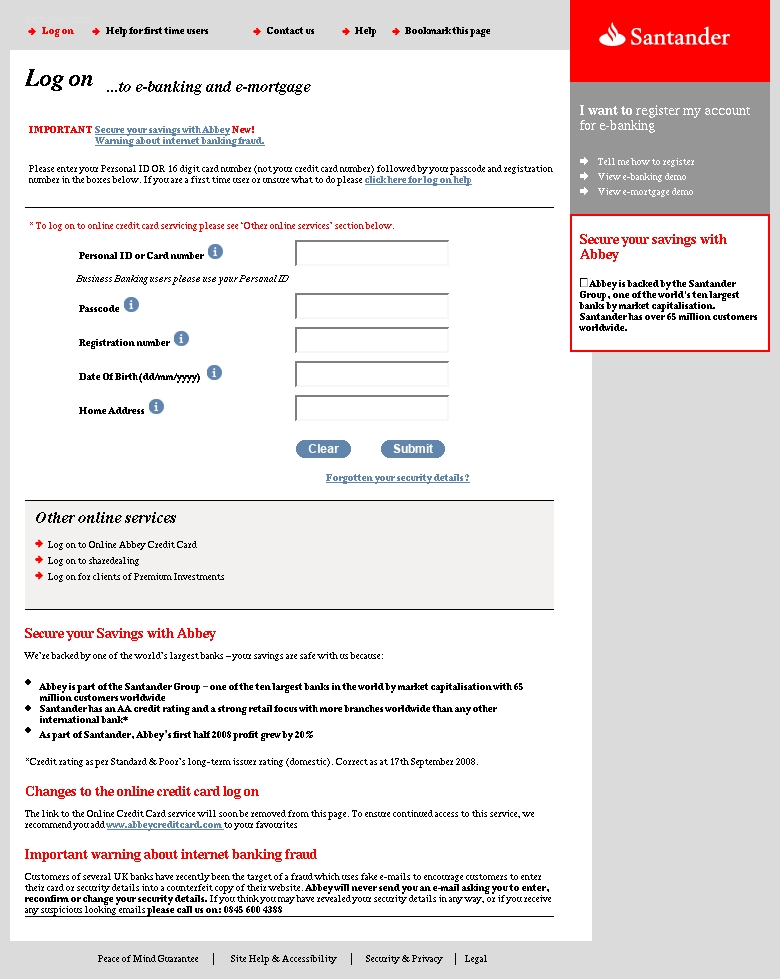 Log on Help for first time users Contact us Help Bookmark this page
Santander
Log on ...to e-banking and e-mortgage
I want to register my account
for e-banking
Tell me how to register
View e-banking demo
View e-mortgage demo
IMPORTANT Secure your savings with Abbey New!
Warning about internet banking fraud.
Please enter your Personal ID OR 16 digit card number (not your credit card number) followed by your passcode and registration
number in the boxes below. If you are a first time user or unsure what to do please click here for log on help
* To log on to online credit card servicing please see 'Other online services' section below.
Personal ID or Card number i
Business Banking users please use your Personal ID
Passcode i
Registration number i
Date Of Birth(dd/mm/yyyy) i
Home Address i
Clear Submit
Forgotten your security details?
Secure your savings with
Abbey
Abbey is backed by the Santander
Group, one of the world's ten largest
banks by market capitalisation.
Santander has over 65 million customers
worldwide.
Other online services
Log on to Online Abbey Credit Card
Log on to sharedealing
Log on for clients of Premium Investments
Secure your Savings with Abbey
We're backed by one of the world's largest banks – your savings are safe with us because:
Abbey is part of the Santander Group – one of the ten largest banks in the world by market capitalisation with 65
million customers worldwide
Santander has an AA credit rating and a strong retail focus with more branches worldwide than any other
international bank*
As part of Santander, Abbey's first half 2008 profit grew by 20%
*Credit rating as per Standard & Poor's long-term issuer rating (domestic). Correct as at 17th September 2008.
Changes to the online credit card log on
The link to the Online Credit Card service will soon be removed from this page. To ensure continued access to this service, we
recommend you add www.abbeycreditcard.com to your favourites
Important warning about internet banking fraud
Customers of several UK banks have recently been the target of a fraud which uses fake e-mails to encourage customers to enter
their card or security details into a counterfeit copy of their website. Abbey will never send you an e-mail asking you to enter,
reconfirm or change your security details. If you think you may have revealed your security details in any way, or if you receive
any suspicious looking emails please call us on: 0845 600 4388
Peace of Mind Guarantee | Site Help & Accessibility | Security & Privacy | Legal